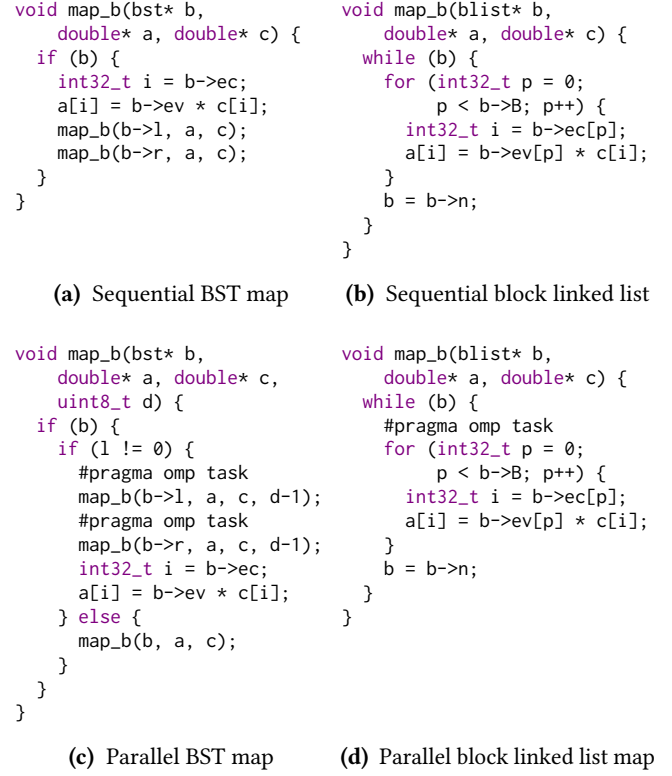 void map_b(bst* b,
    double* a, double* c) {
  if (b) {
    int32_t i = b->ec;
    a[i] = b->ev * c[i];
    map_b(b->l, a, c);
    map_b(b->r, a, c);
  }
}
(a) Sequential BST map
void map_b(blist* b,
    double* a, double* c) {
  while (b) {
    for (int32_t p = 0;
         p < b->B; p++) {
      int32_t i = b->ec[p];
      a[i] = b->ev[p] * c[i];
    }
    b = b->n;
  }
}
(b) Sequential block linked list
void map_b(bst* b,
    double* a, double* c,
    uint8_t d) {
  if (b) {
    if (l != 0) {
      #pragma omp task
      map_b(b->l, a, c, d-1);
      #pragma omp task
      map_b(b->r, a, c, d-1);
      int32_t i = b->ec;
      a[i] = b->ev * c[i];
    } else {
      map_b(b, a, c);
    }
  }
}
(c) Parallel BST map
void map_b(blist* b,
    double* a, double* c) {
  while (b) {
    #pragma omp task
    for (int32_t p = 0;
         p < b->B; p++) {
      int32_t i = b->ec[p];
      a[i] = b->ev[p] * c[i];
    }
    b = b->n;
  }
}
(d) Parallel block linked list map